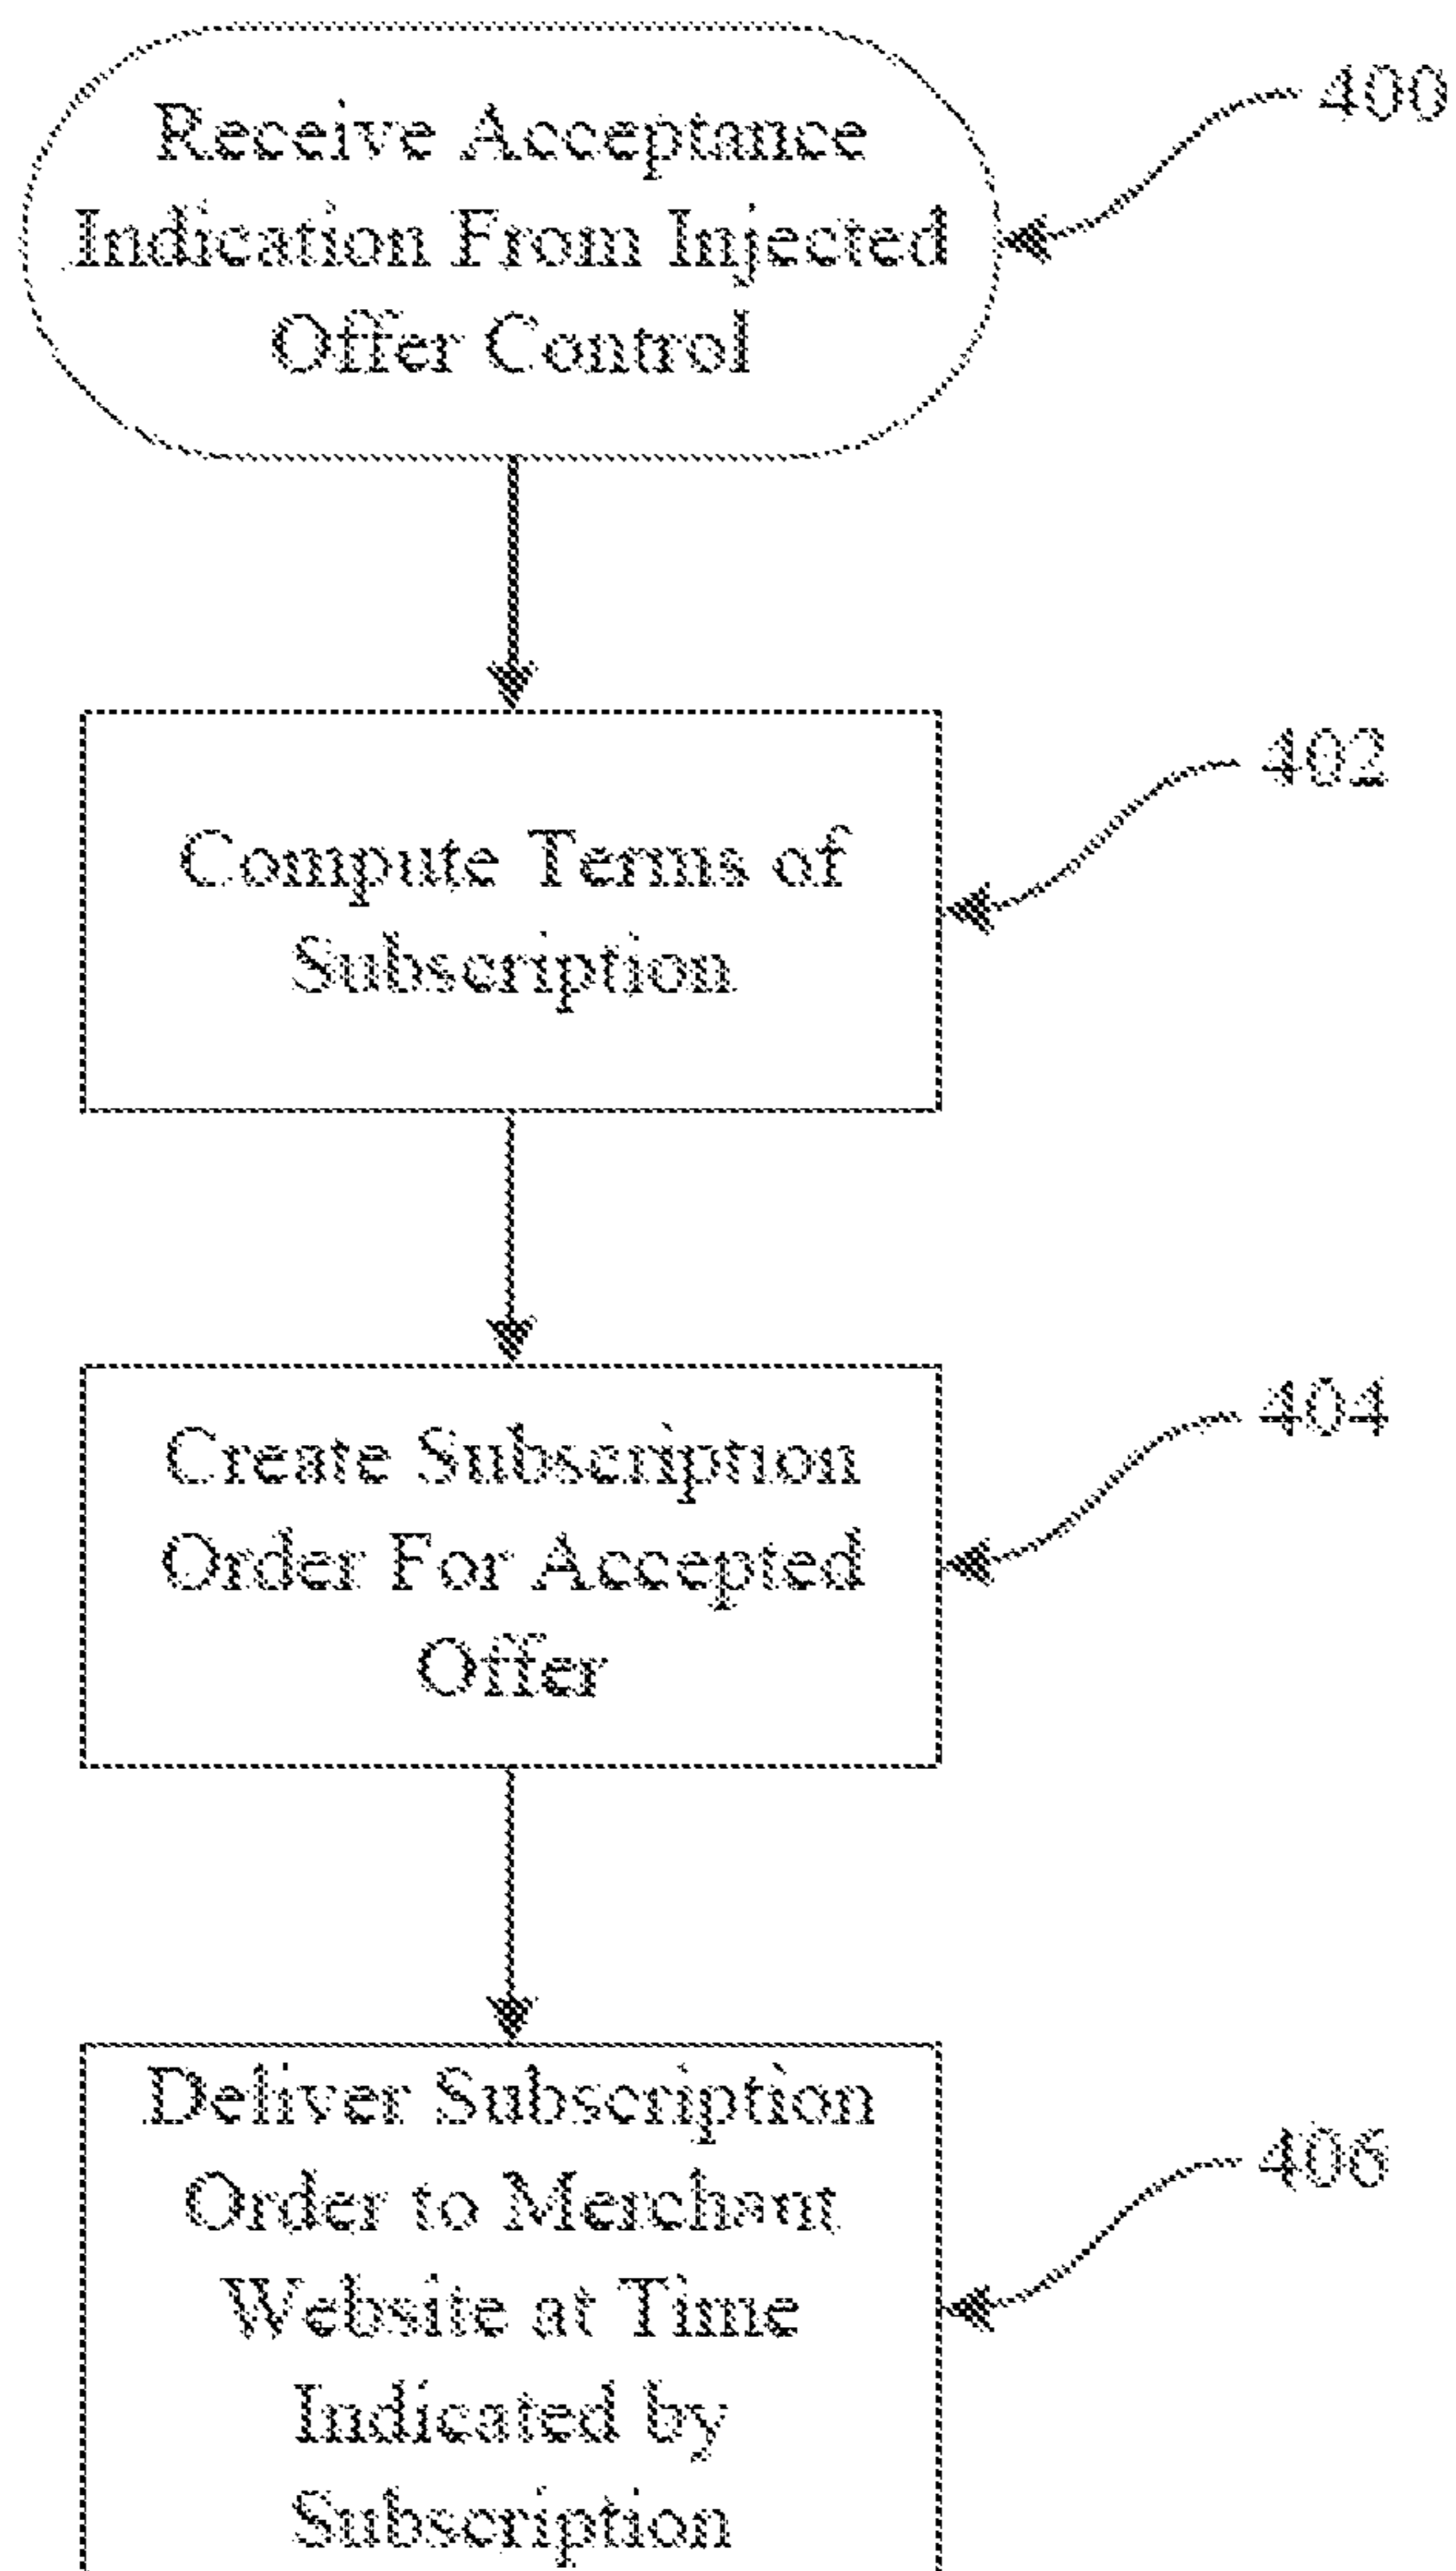 Receive Acceptance
Indication From Injected
Offer Control
400
Compute Terms of
Subscription
402
Create Subscription
Order For Accepted
Offer
404
Deliver Subscription
Order to Merchant
Website at Time
Indicated by
Subscription
406